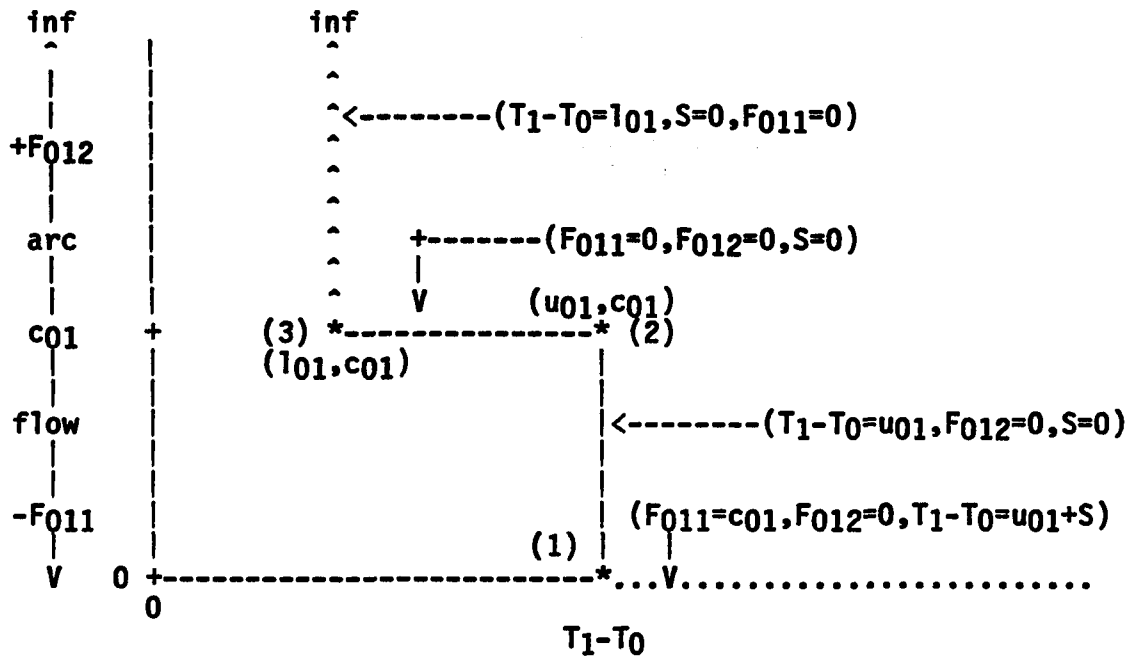 inf inf
(T1-T0=l01,S=0,F011=0)
+F012
arc (F011=0,F012=0,S=0)
(u01,c01)
c01 (3) (2)
(l01,c01)
flow (T1-T0=u01,F012=0,S=0)
-F011 (F011=c01,F012=0,T1-T0=u01+S)
(1)
0
0
T1-T0